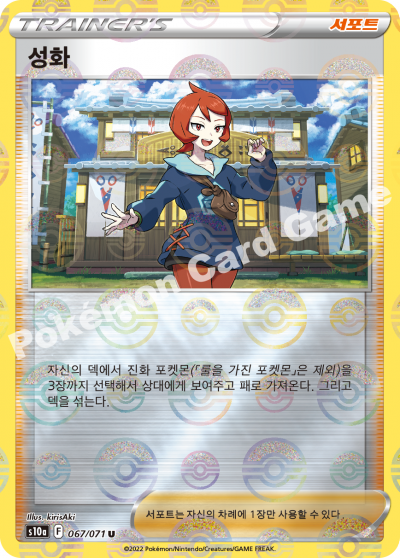 TRAINER'S
서포트
성화
Pokémon Card Game
자신의 덱에서 진화 포켓몬(「룰을 가진 포켓몬」은 제외)을
3장까지 선택해서 상대에게 보여주고 패로 가져온다. 그리고
덱을 섞는다.
Illus. kirisAki
s10a F 067/071 U
서포트는 자신의 차례에 1장만 사용할 수 있다.
©2022 Pokémon/Nintendo/Creatures/GAME FREAK.